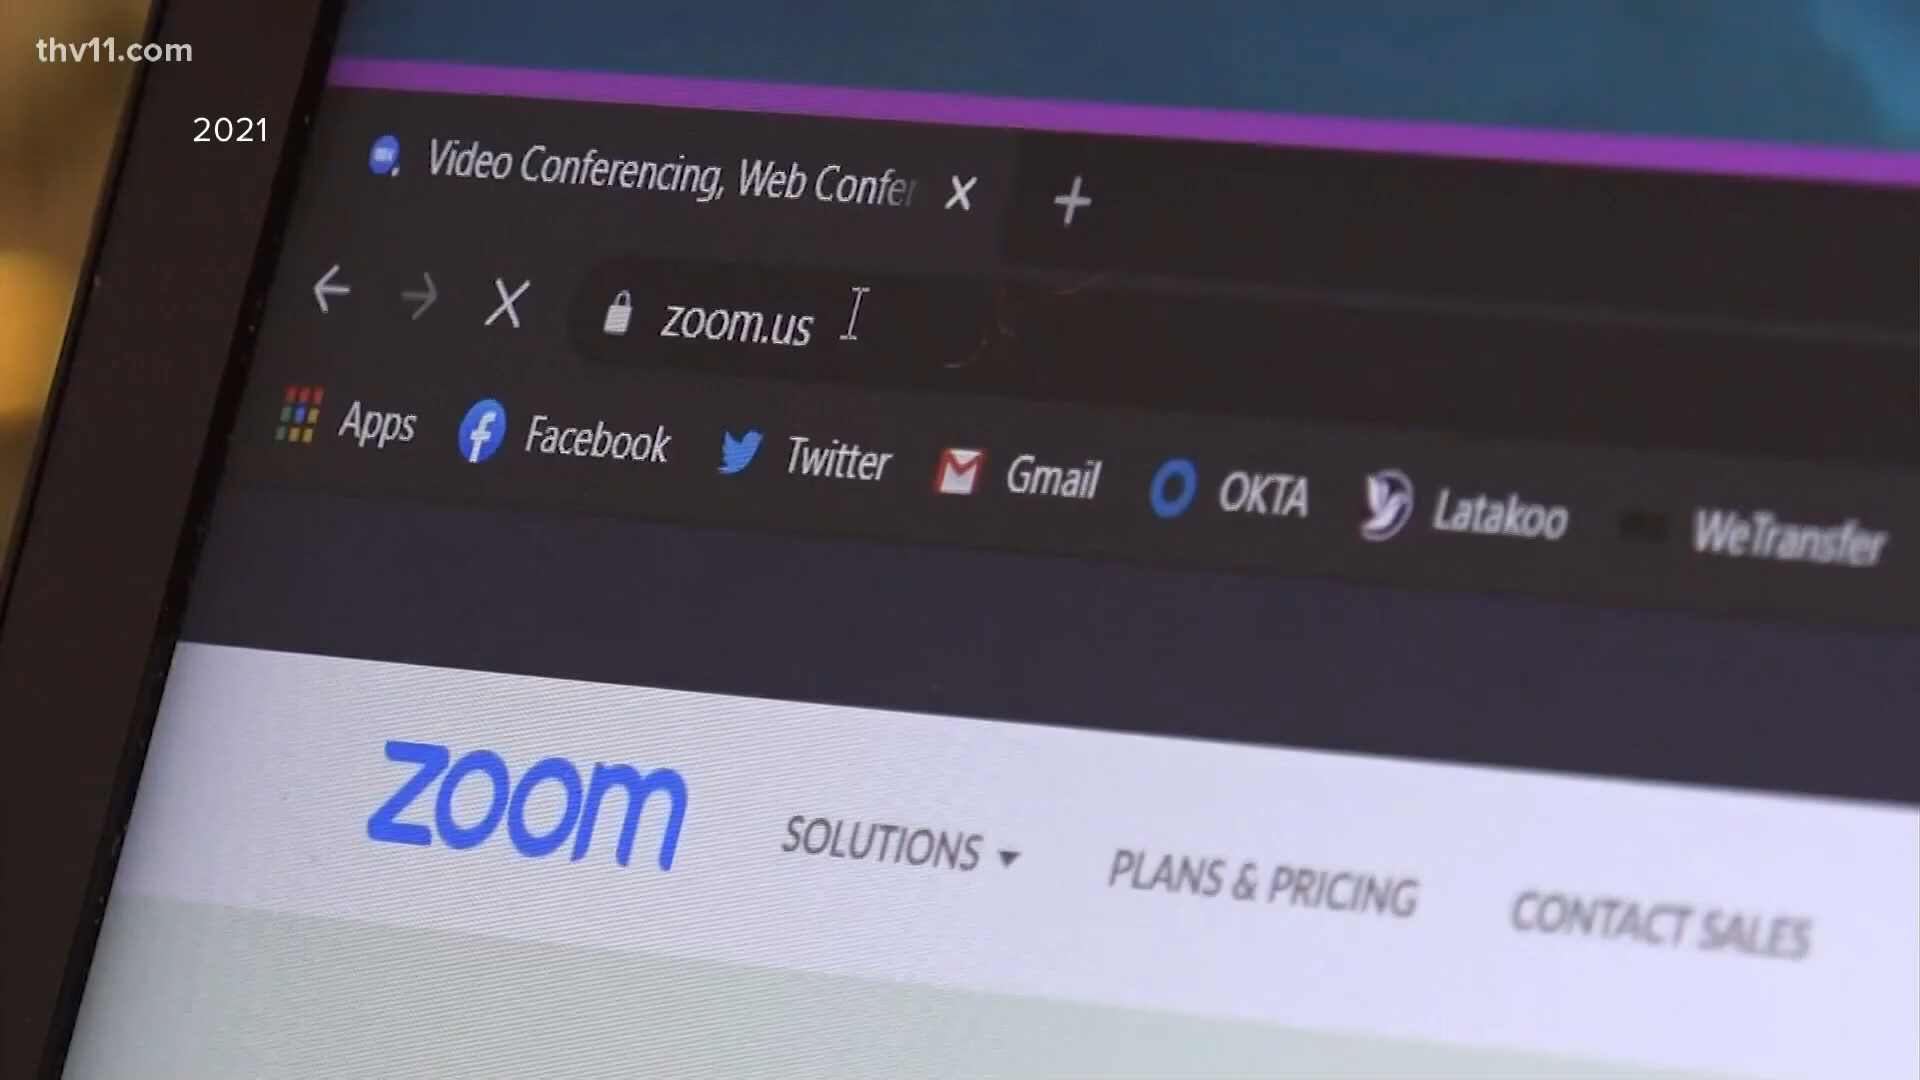 thv11.com
2021
Video Conferencing, Web Confer
zoom.us
Apps Facebook Twitter Gmail OKTA Latakoo WeTransfer
zoom SOLUTIONS PLANS & PRICING CONTACT SALES